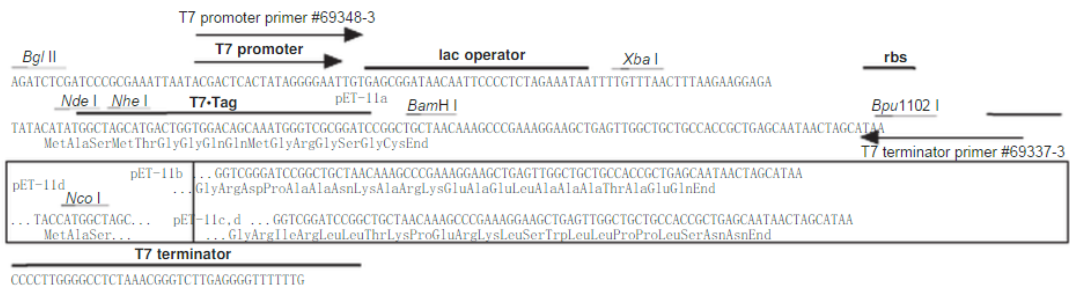 T7 promoter primer #69348-3
Bgl II T7 promoter lac operator Xba I rbs
AGATCTCGATCCCGCGAAATTAATACGACTCACTATAGGGGAATTGTGAGCGGATAACAATTCCCCTCTAGAAATAATTTTGTTTAACTTTAAGAAGGAGA
Nde I Nhe I T7•Tag pET-11a BamH I Bpu1102 I
TATACATATGGCTAGCATGACTGGTGGACAGCAAATGGGTCGCGGATCCGGCTGCTAACAAAGCCCGAAAGGAAGCTGAGTTGGCTGCTGCCACCGCTGAGCAATAACTAGCATAA
MetAlaSerMetThrGlyGlyGlnGlnMetGlyArgGlySerGlyCysEnd
T7 terminator primer #69337-3
pET-11b ...GGTCGGGATCCGGCTGCTAACAAAGCCCGAAAGGAAGCTGAGTTGGCTGCTGCCACCGCTGAGCAATAACTAGCATAA
pET-11d ...GlyArgAspProAlaAlaAsnLysAlaArgLysGluAlaGluLeuAlaAlaAlaThrAlaGluGlnEnd
Nco I
...TACCATGGCTAGC... pET-11c,d ...GGTCGGATCCGGCTGCTAACAAAGCCCGAAAGGAAGCTGAGTTGGCTGCTGCCACCGCTGAGCAATAACTAGCATAA
MetAlaSer... ...GlyArgIleArgLeuLeuThrLysProGluArgLysLeuSerTrpLeuLeuProProLeuSerAsnAsnEnd
T7 terminator
CCCCTTGGGGCCTCTAAACGGGTCTTGAGGGGTTTTTTG